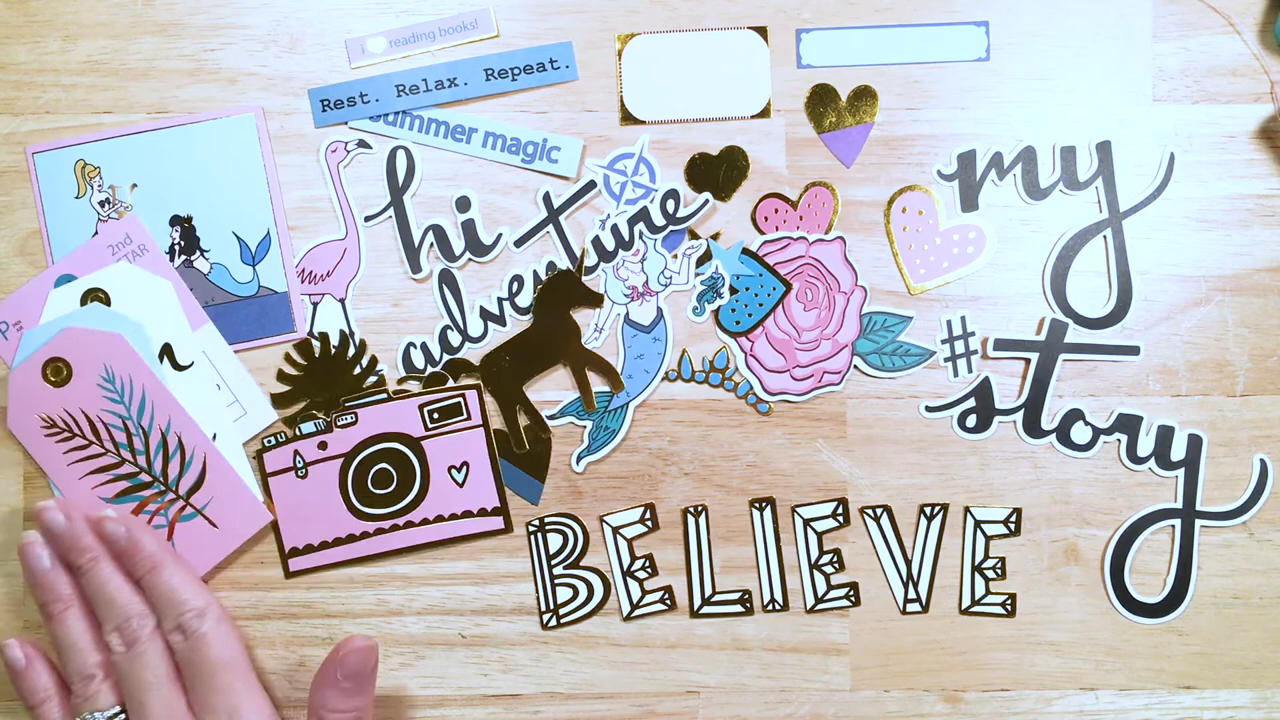 i reading books!
Rest. Relax. Repeat.
summer magic
hi
adventure
my
#story
2nd
STAR
BELIEVE